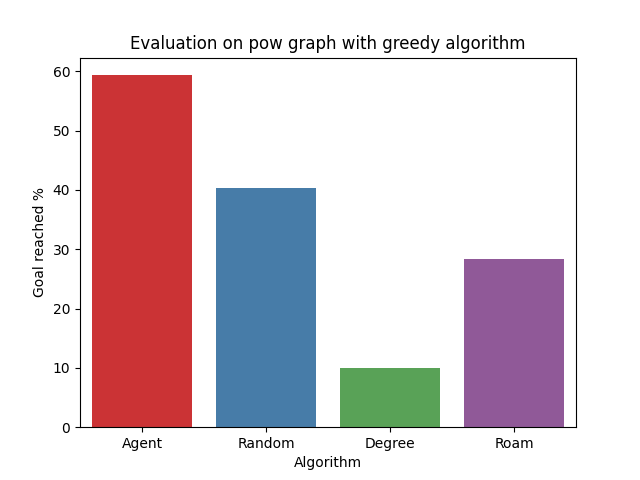 Evaluation on pow graph with greedy algorithm
Goal reached %
60
50
40
30
20
10
0
Agent Random Degree Roam
Algorithm